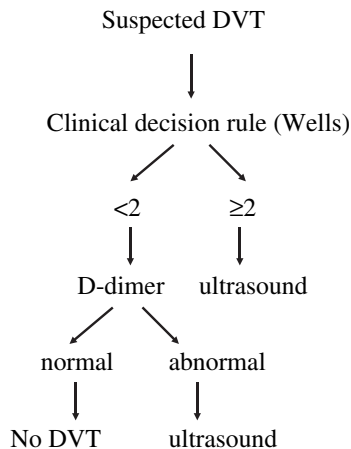 Suspected DVT
Clinical decision rule (Wells)
<2 ≥2
D-dimer ultrasound
normal abnormal
No DVT ultrasound